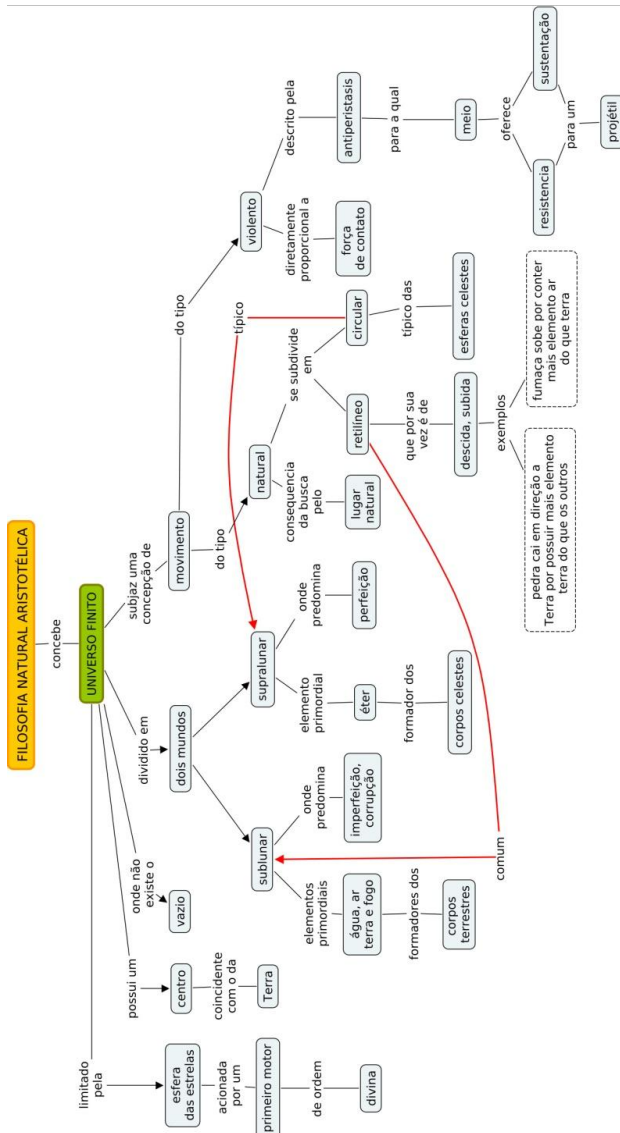 FILOSOFIA NATURAL ARISTOTÉLICA
concebe
UNIVERSO FINITO
limitado
pela
esfera
das estrelas
acionada
por um
primeiro motor
de ordem
divina
possui um
centro
coincidente
com o da
Terra
onde não
existe o
vazio
dividido em
dois mundos
sublunar
elementos
primordiais
água, ar
terra e fogo
formadores dos
corpos
terrestres
onde
predomina
imperfeição,
corrupção
supralunar
elemento
primordial
éter
formador dos
corpos celestes
onde
predomina
perfeição
subjaz uma
concepção de
movimento
do tipo
natural
consequencia
da busca
pelo
lugar
natural
se subdivide
em
retilíneo
comum
que por sua
vez é de
descida, subida
exemplos
pedra cai em direção a
Terra por possuir mais elemento
terra do que os outros
fumaça sobe por conter
mais elemento ar
do que terra
circular
típico
típico das
esferas celestes
do tipo
violento
diretamente
proporcional a
força
de contato
descrito pela
antiperistasis
para a qual
meio
oferece
resistencia
sustentação
para um
projétil